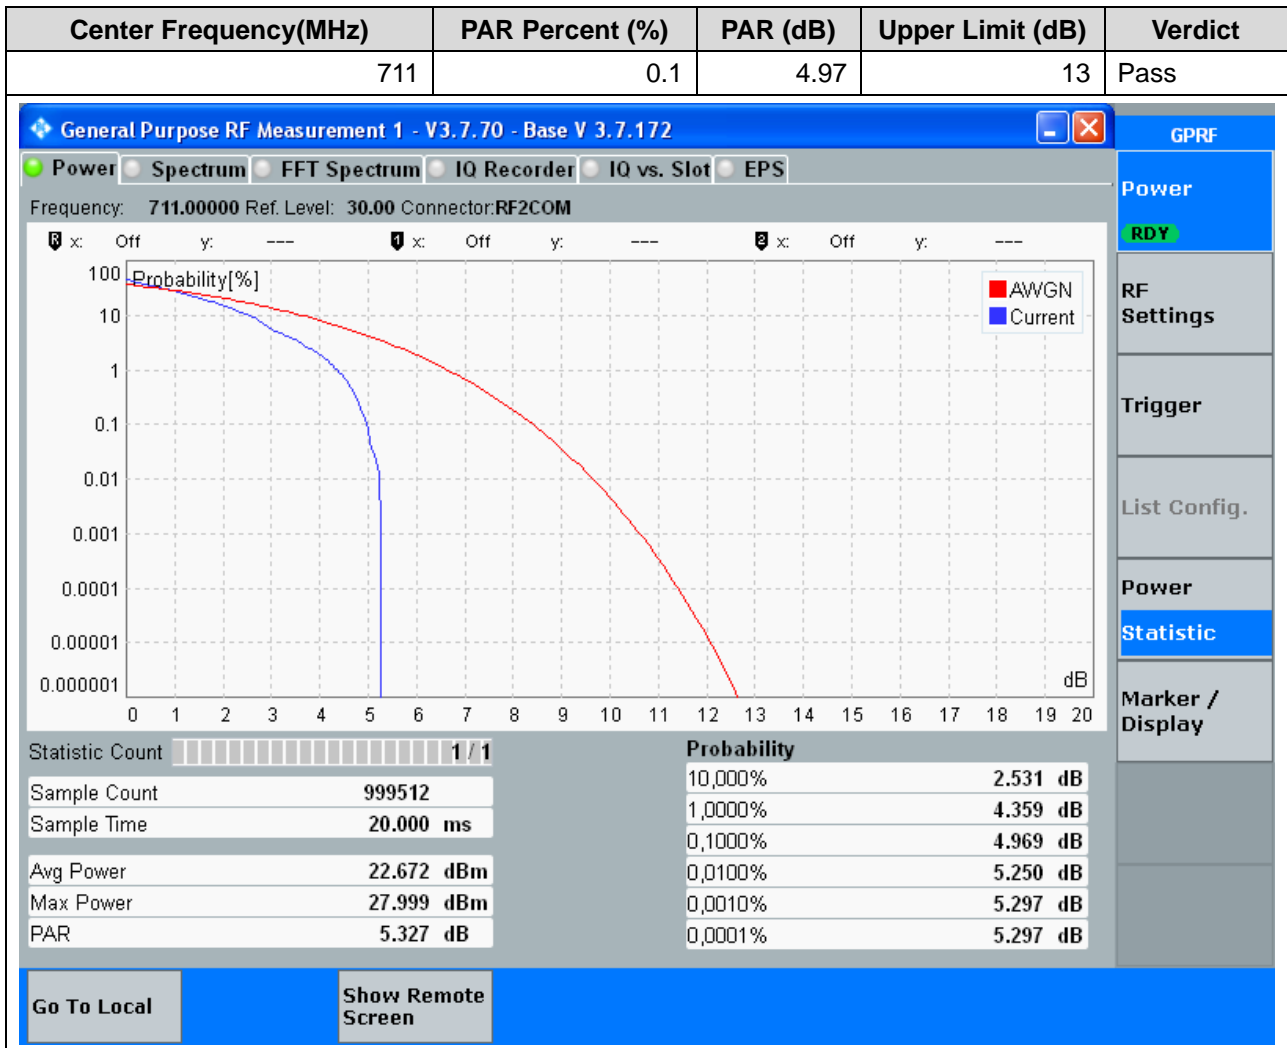 Center Frequency(MHz) PAR Percent (%) PAR (dB) Upper Limit (dB) Verdict
711 0.1 4.97 13 Pass
General Purpose RF Measurement 1 - V3.7.70 - Base V 3.7.172
GPRF
Power Spectrum FFT Spectrum IQ Recorder IQ vs. Slot EPS
Power
RDY
Frequency: 711.00000 Ref. Level: 30.00 Connector:RF2COM
R x: Off y: --- 1 x: Off y: --- 2 x: Off y: ---
Probability[%]
AWGN
Current
100
10
1
0.1
0.01
0.001
0.0001
0.00001
0.000001
dB
0 1 2 3 4 5 6 7 8 9 10 11 12 13 14 15 16 17 18 19 20
RF
Settings
Trigger
List Config.
Power
Statistic
Marker /
Display
Statistic Count 1 / 1
Sample Count 999512
Sample Time 20.000 ms
Avg Power 22.672 dBm
Max Power 27.999 dBm
PAR 5.327 dB
Probability
10,000% 2.531 dB
1,0000% 4.359 dB
0,1000% 4.969 dB
0,0100% 5.250 dB
0,0010% 5.297 dB
0,0001% 5.297 dB
Go To Local
Show Remote
Screen